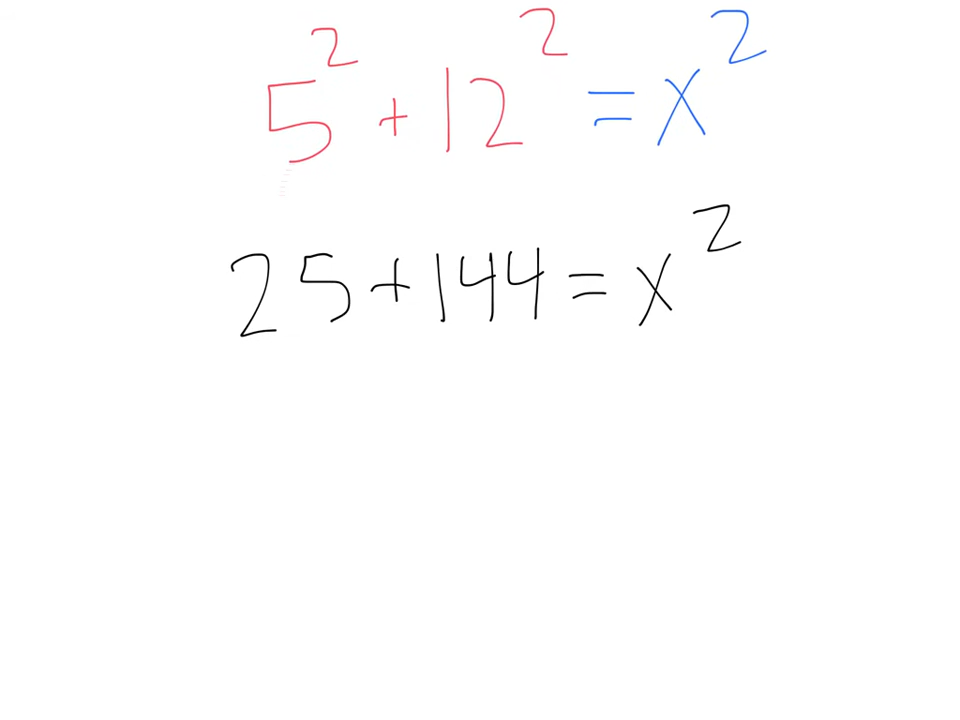 5² + 12² = x²
25 + 144 = x²